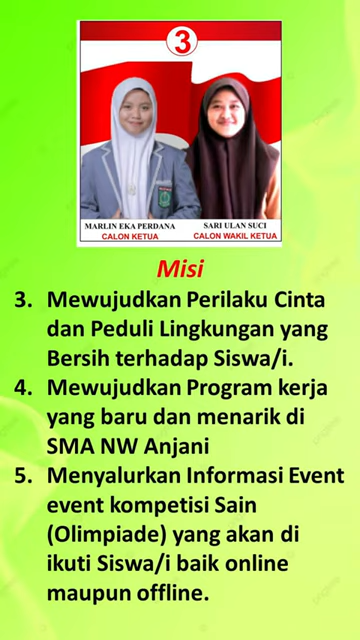 3
MARLIN EKA PERDANA
CALON KETUA
SARI ULAN SUCI
CALON WAKIL KETUA
Misi
3. Mewujudkan Perilaku Cinta
dan Peduli Lingkungan yang
Bersih terhadap Siswa/i.
4. Mewujudkan Program kerja
yang baru dan menarik di
SMA NW Anjani
5. Menyalurkan Informasi Event
event kompetisi Sain
(Olimpiade) yang akan di
ikuti Siswa/i baik online
maupun offline.